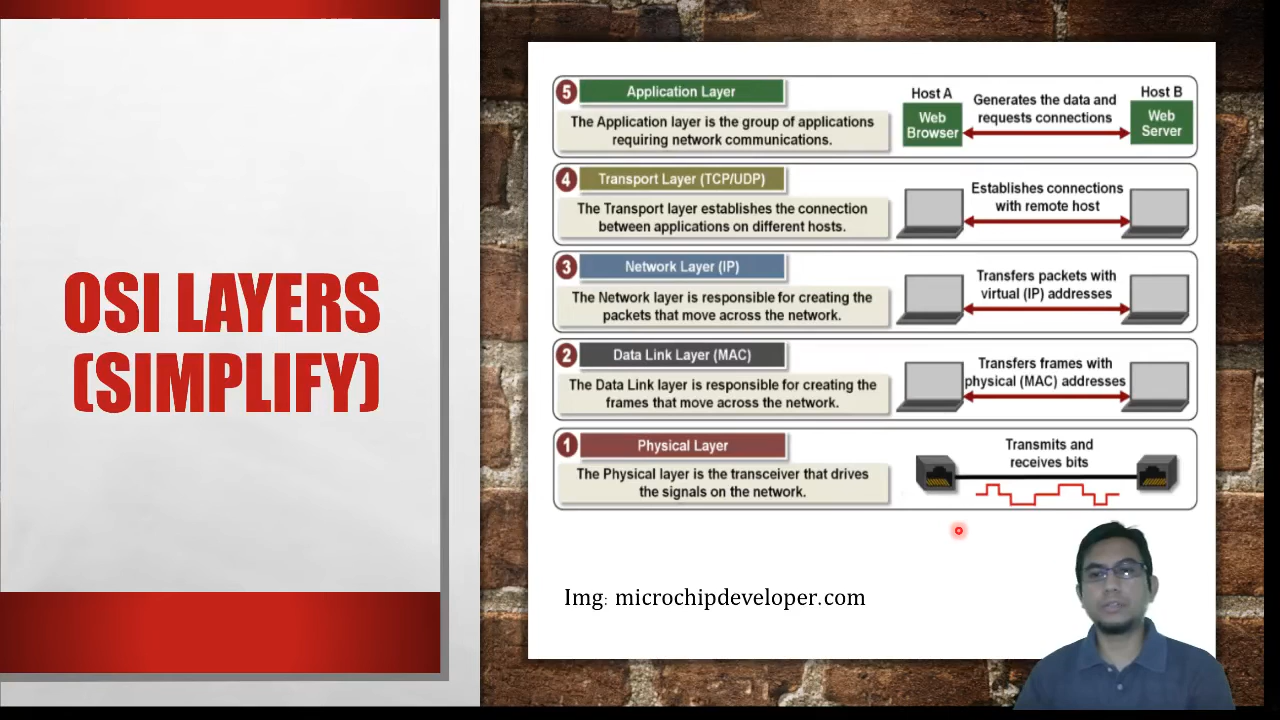 OSI LAYERS
(SIMPLIFY)
5 Application Layer
The Application layer is the group of applications
requiring network communications.
Host A
Web
Browser
Generates the data and
requests connections
Host B
Web
Server
4 Transport Layer (TCP/UDP)
The Transport layer establishes the connection
between applications on different hosts.
Establishes connections
with remote host
3 Network Layer (IP)
The Network layer is responsible for creating the
packets that move across the network.
Transfers packets with
virtual (IP) addresses
2 Data Link Layer (MAC)
The Data Link layer is responsible for creating the
frames that move across the network.
Transfers frames with
physical (MAC) addresses
1 Physical Layer
The Physical layer is the transceiver that drives
the signals on the network.
Transmits and
receives bits
Img: microchipdeveloper.com